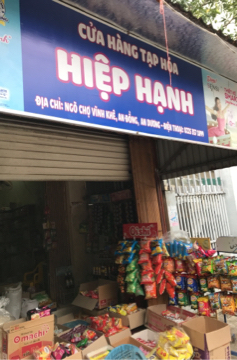 CỬA HÀNG TẠP HÓA
HIỆP HẠNH
ĐỊA CHỈ: NGÕ CHỢ VĨNH KHÊ, AN ĐỒNG, AN DƯƠNG - ĐIỆN THOẠI:
Omachi